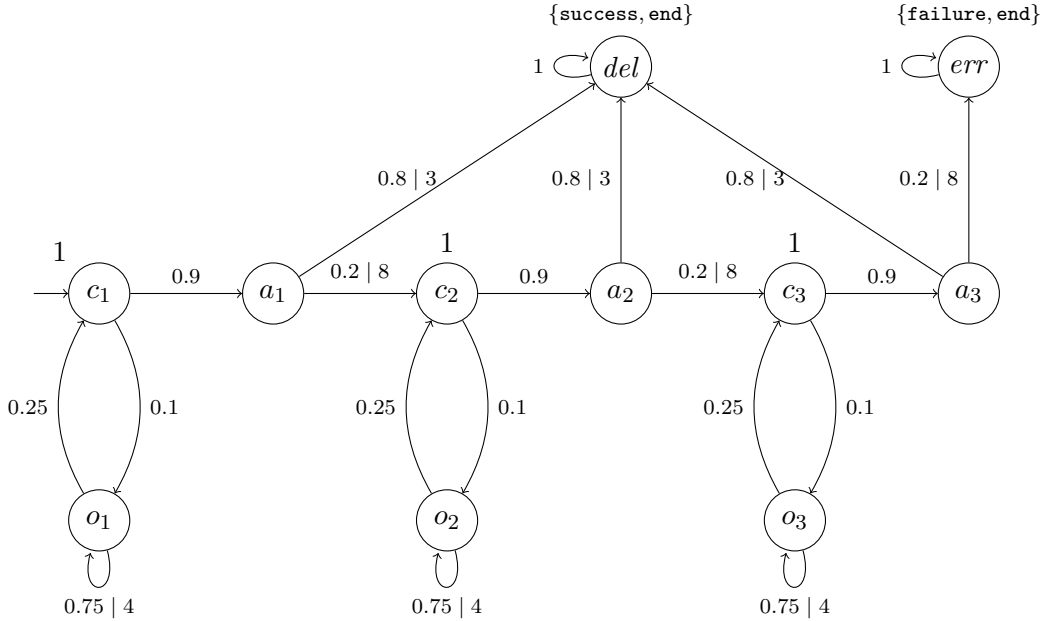 {success, end} {failure, end}
1 del 1 err
0.8 | 3 0.8 | 3 0.8 | 3 0.2 | 8
1 1 1
c₁ 0.9 a₁ 0.2 | 8 c₂ 0.9 a₂ 0.2 | 8 c₃ 0.9 a₃
0.25 0.1 0.25 0.1 0.25 0.1
o₁ o₂ o₃
0.75 | 4 0.75 | 4 0.75 | 4